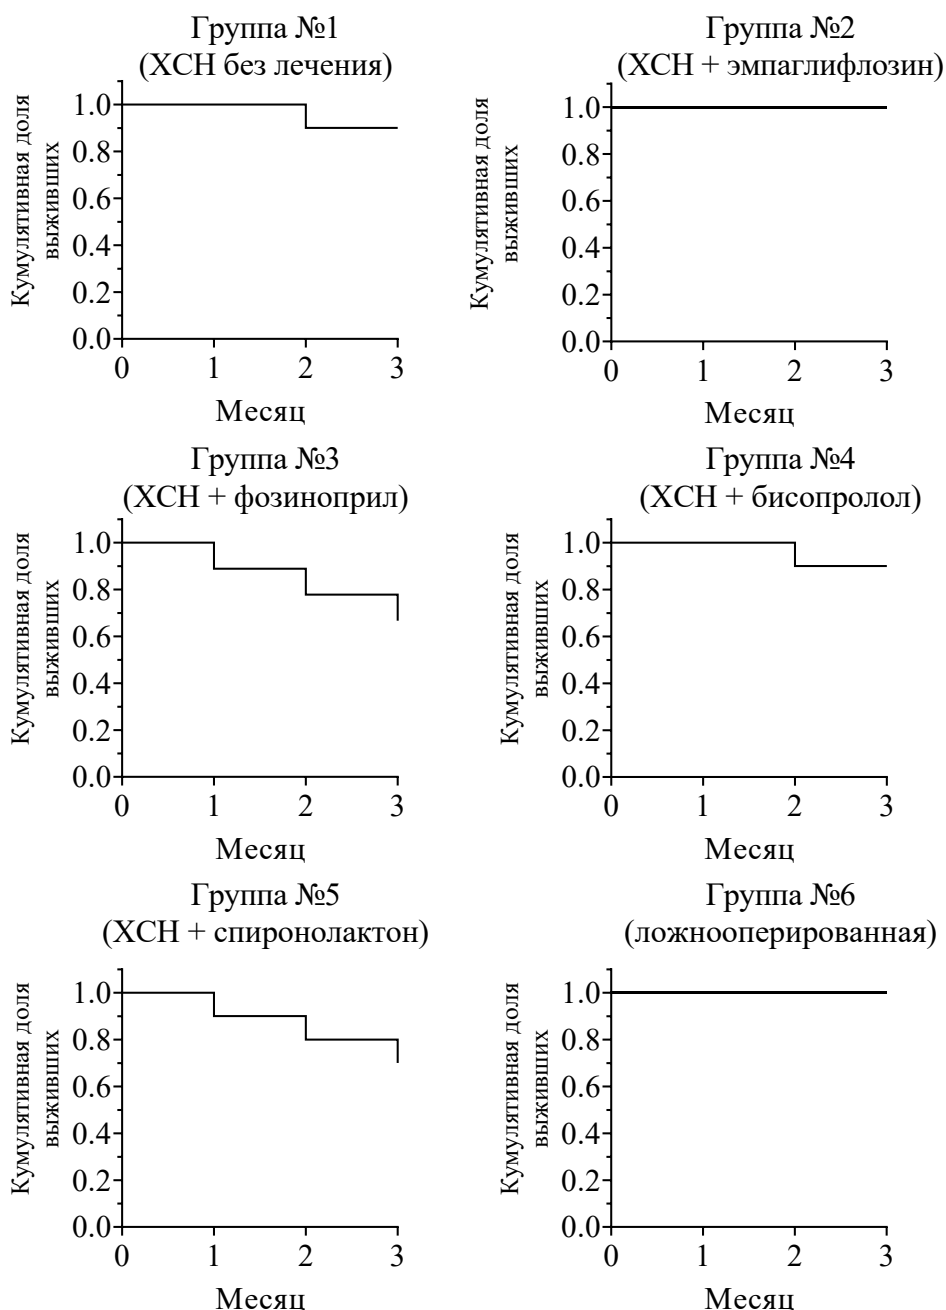 Группа №1
(ХСН без лечения)
Кумулятивная доля
выживших
1.0
0.8
0.6
0.4
0.2
0.0
0 1 2 3
Месяц
Группа №2
(ХСН + эмпаглифлозин)
Кумулятивная доля
выживших
1.0
0.8
0.6
0.4
0.2
0.0
0 1 2 3
Месяц
Группа №3
(ХСН + фозиноприл)
Кумулятивная доля
выживших
1.0
0.8
0.6
0.4
0.2
0.0
0 1 2 3
Месяц
Группа №4
(ХСН + бисопролол)
Кумулятивная доля
выживших
1.0
0.8
0.6
0.4
0.2
0.0
0 1 2 3
Месяц
Группа №5
(ХСН + спиронолактон)
Кумулятивная доля
выживших
1.0
0.8
0.6
0.4
0.2
0.0
0 1 2 3
Месяц
Группа №6
(ложнооперированная)
Кумулятивная доля
выживших
1.0
0.8
0.6
0.4
0.2
0.0
0 1 2 3
Месяц